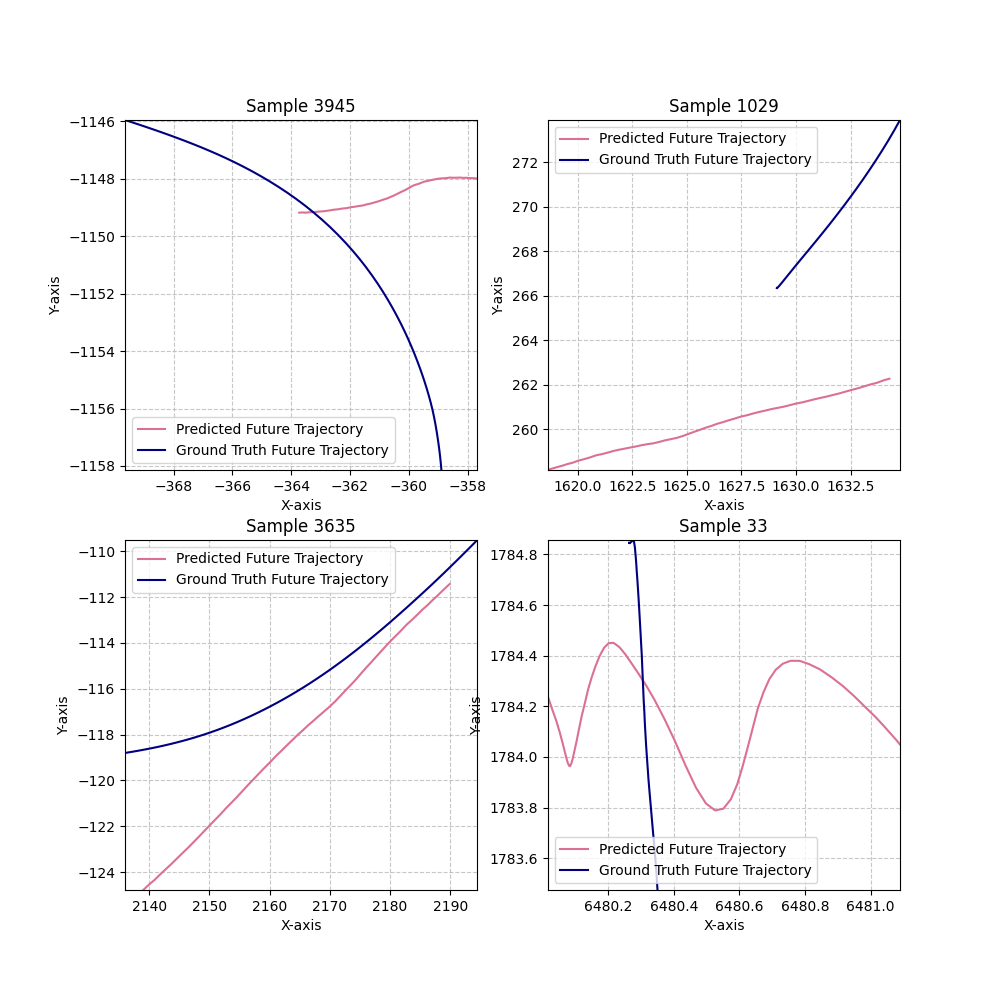 Sample 3945
−1146
−1148
−1150
−1152
−1154
−1156
−1158
Y-axis
Predicted Future Trajectory
Ground Truth Future Trajectory
−368 −366 −364 −362 −360 −358
X-axis
Sample 1029
Predicted Future Trajectory
Ground Truth Future Trajectory
272
270
268
266
264
262
260
Y-axis
1620.0 1622.5 1625.0 1627.5 1630.0 1632.5
X-axis
Sample 3635
Predicted Future Trajectory
Ground Truth Future Trajectory
−110
−112
−114
−116
−118
−120
−122
−124
Y-axis
2140 2150 2160 2170 2180 2190
X-axis
Sample 33
1784.8
1784.6
1784.4
1784.2
1784.0
1783.8
1783.6
Y-axis
Predicted Future Trajectory
Ground Truth Future Trajectory
6480.2 6480.4 6480.6 6480.8 6481.0
X-axis